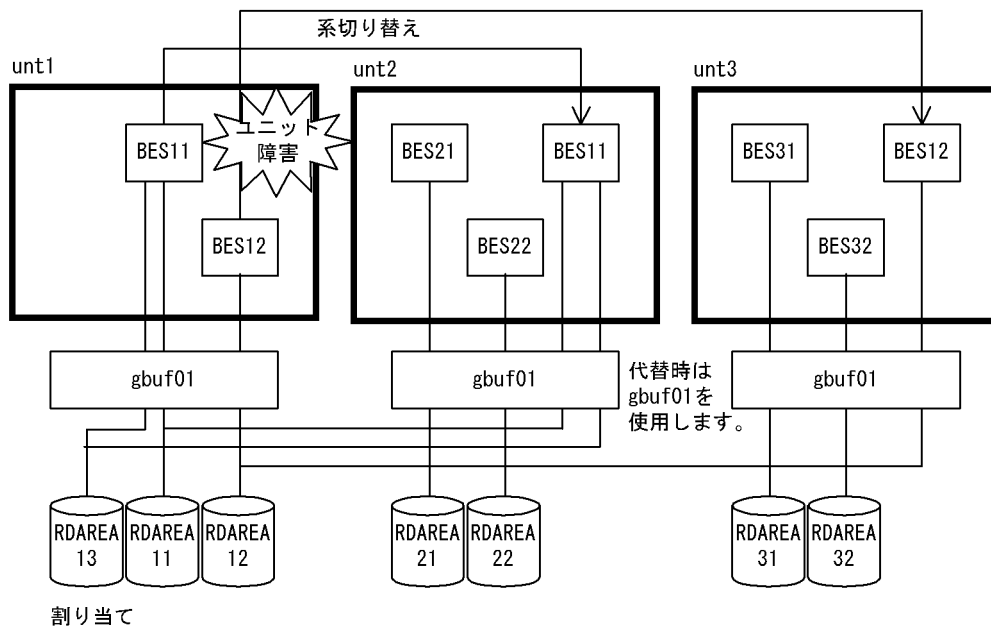 系切り替え
unt1
unt2
unt3
BES11
ユニット
障害
BES12
BES21
BES11
BES22
BES31
BES12
BES32
gbuf01
gbuf01
代替時は
gbuf01を
使用します。
gbuf01
RDAREA
13
RDAREA
11
RDAREA
12
RDAREA
21
RDAREA
22
RDAREA
31
RDAREA
32
割り当て